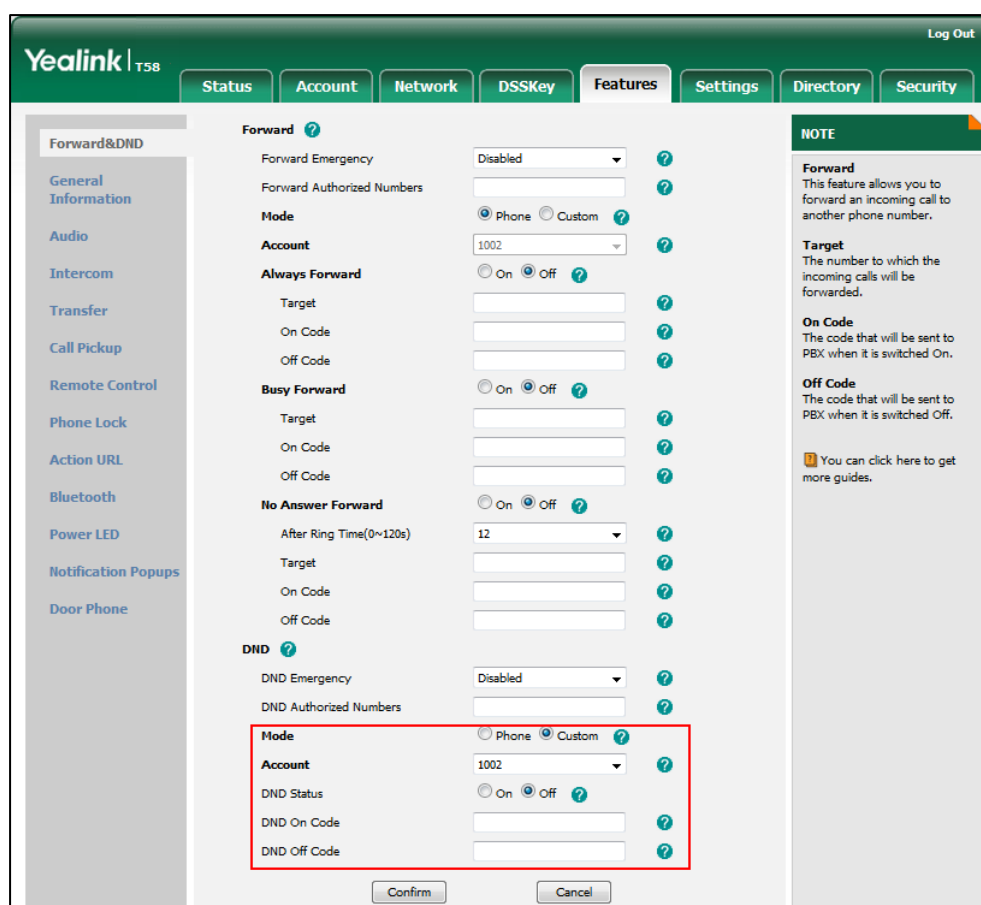 Log Out
Yealink T58
Status Account Network DSSKey Features Settings Directory Security
Forward&DND
General
Information
Audio
Intercom
Transfer
Call Pickup
Remote Control
Phone Lock
Action URL
Bluetooth
Power LED
Notification Popups
Door Phone
Forward ?
Forward Emergency Disabled ?
Forward Authorized Numbers ?
Mode Phone Custom ?
Account 1002 ?
Always Forward On Off ?
Target ?
On Code ?
Off Code ?
Busy Forward On Off ?
Target ?
On Code ?
Off Code ?
No Answer Forward On Off ?
After Ring Time(0~120s) 12 ?
Target ?
On Code ?
Off Code ?
DND ?
DND Emergency Disabled ?
DND Authorized Numbers ?
Mode Phone Custom ?
Account 1002 ?
DND Status On Off ?
DND On Code ?
DND Off Code ?
Confirm Cancel
NOTE
Forward
This feature allows you to
forward an incoming call to
another phone number.
Target
The number to which the
incoming calls will be
forwarded.
On Code
The code that will be sent to
PBX when it is switched On.
Off Code
The code that will be sent to
PBX when it is switched Off.
? You can click here to get
more guides.